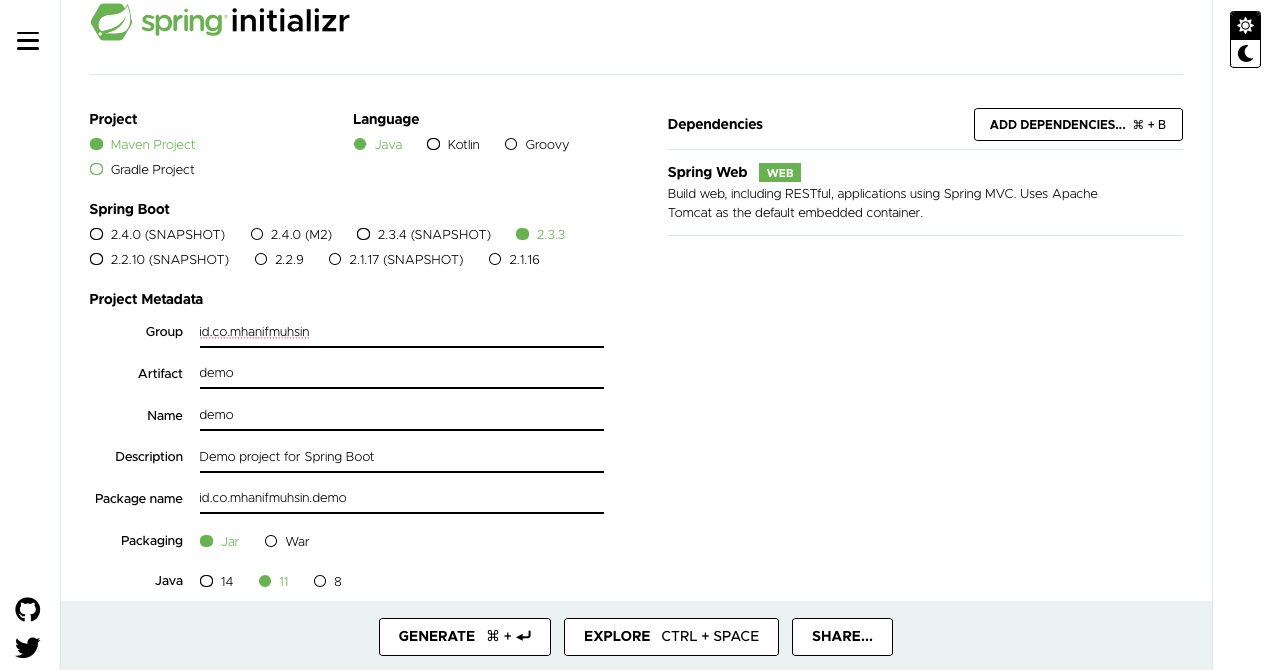 spring initializr
Project
Maven Project
Gradle Project
Language
Java Kotlin Groovy
Spring Boot
2.4.0 (SNAPSHOT) 2.4.0 (M2) 2.3.4 (SNAPSHOT) 2.3.3
2.2.10 (SNAPSHOT) 2.2.9 2.1.17 (SNAPSHOT) 2.1.16
Project Metadata
Group id.co.mhanifmuhsin
Artifact demo
Name demo
Description Demo project for Spring Boot
Package name id.co.mhanifmuhsin.demo
Packaging Jar War
Java 14 11 8
Dependencies
ADD DEPENDENCIES... ⌘ + B
Spring Web WEB
Build web, including RESTful, applications using Spring MVC. Uses Apache
Tomcat as the default embedded container.
GENERATE ⌘ + ↵
EXPLORE CTRL + SPACE
SHARE...